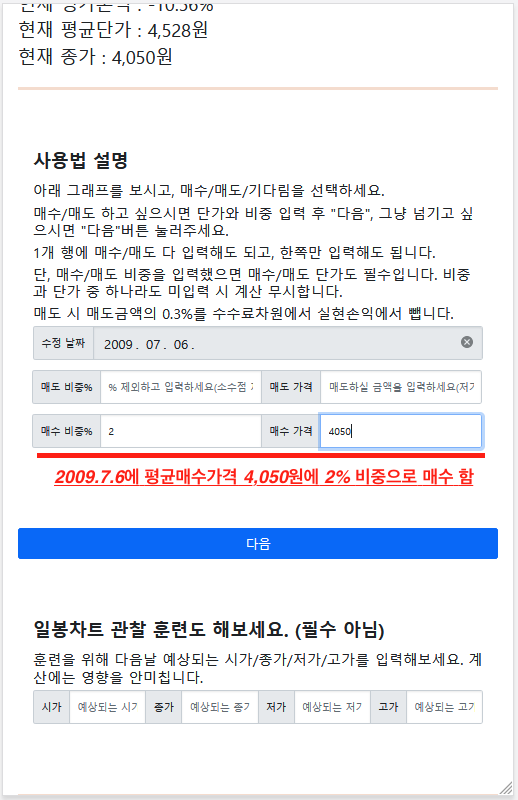 현재 평가손익 : -10.56%
현재 평균단가 : 4,528원
현재 종가 : 4,050원
사용법 설명
아래 그래프를 보시고, 매수/매도/기다림을 선택하세요.
매수/매도 하고 싶으시면 단가와 비중 입력 후 "다음", 그냥 넘기고 싶
으시면 "다음"버튼 눌러주세요.
1개 행에 매수/매도 다 입력해도 되고, 한쪽만 입력해도 됩니다.
단, 매수/매도 비중을 입력했으면 매수/매도 단가도 필수입니다. 비중
과 단가 중 하나라도 미입력 시 계산 무시합니다.
매도 시 매도금액의 0.3%를 수수료차원에서 실현손익에서 뺍니다.
수정 날짜 2009. 07. 06.
매도 비중% % 제외하고 입력하세요(소수점 매도 가격 매도하실 금액을 입력하세요(저가
매수 비중% 2 매수 가격 4050
2009.7.6에 평균매수가격 4,050원에 2% 비중으로 매수 함
다음
일봉차트 관찰 훈련도 해보세요. (필수 아님)
훈련을 위해 다음날 예상되는 시가/종가/저가/고가를 입력해보세요. 계
산에는 영향을 안미칩니다.
시가 예상되는 시가 종가 예상되는 종가 저가 예상되는 저가 고가 예상되는 고가